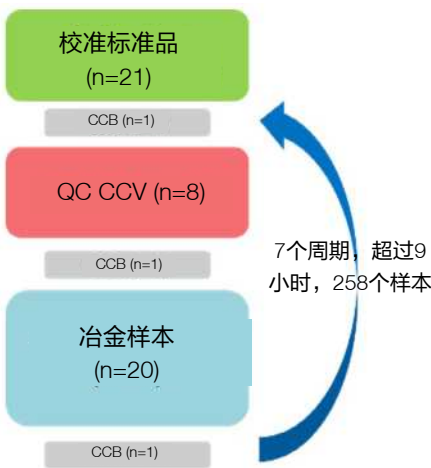 校准标准品
(n=21)
CCB (n=1)
QC CCV (n=8)
CCB (n=1)
7个周期，超过9
小时，258个样本
冶金样本
(n=20)
CCB (n=1)